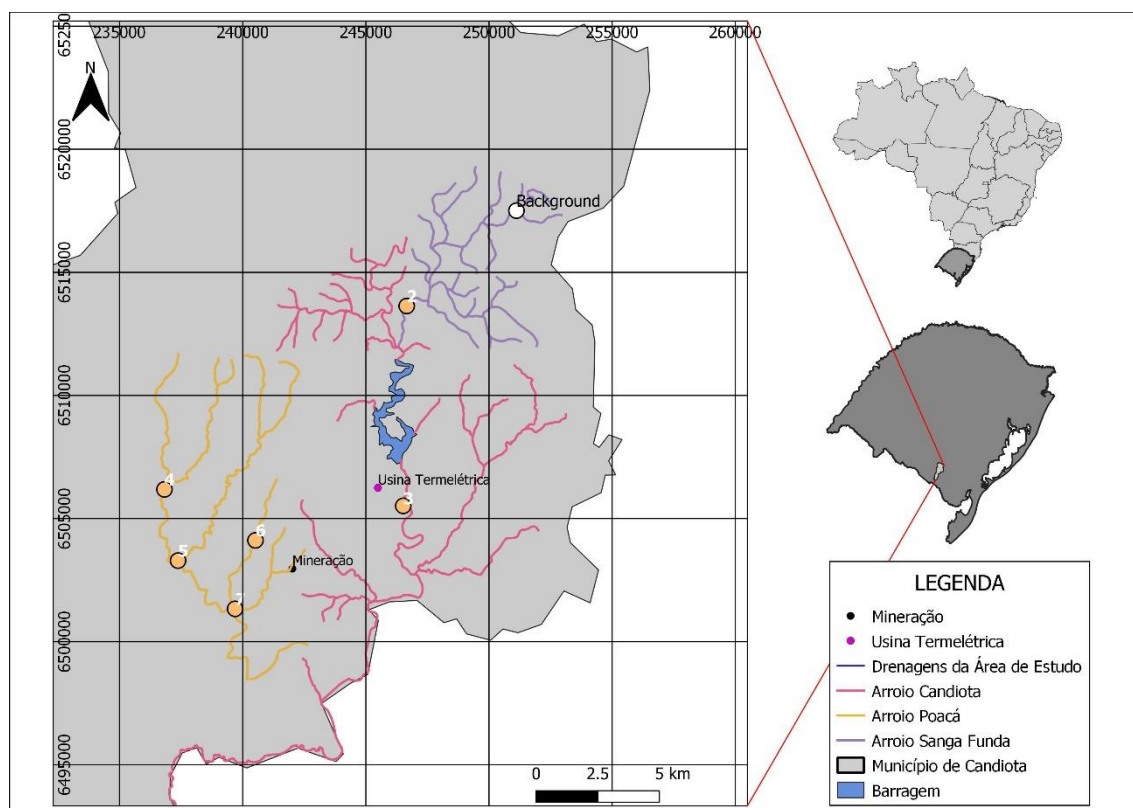 235000
240000
245000
250000
255000
260000
65250
N
6520000
Background
6515000
2
6510000
4
Usina Termelétrica
3
6505000
6
5
Mineração
7
6500000
6495000
0
2.5
5 km
LEGENDA
Mineração
Usina Termelétrica
Drenagens da Área de Estudo
Arroio Candiota
Arroio Poacá
Arroio Sanga Funda
Município de Candiota
Barragem